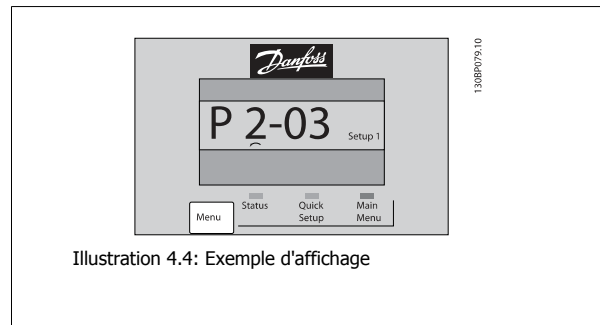 Danfoss
130BP079.10
P 2-03 Setup 1
Status Quick Setup Main Menu
Menu
Illustration 4.4: Exemple d'affichage